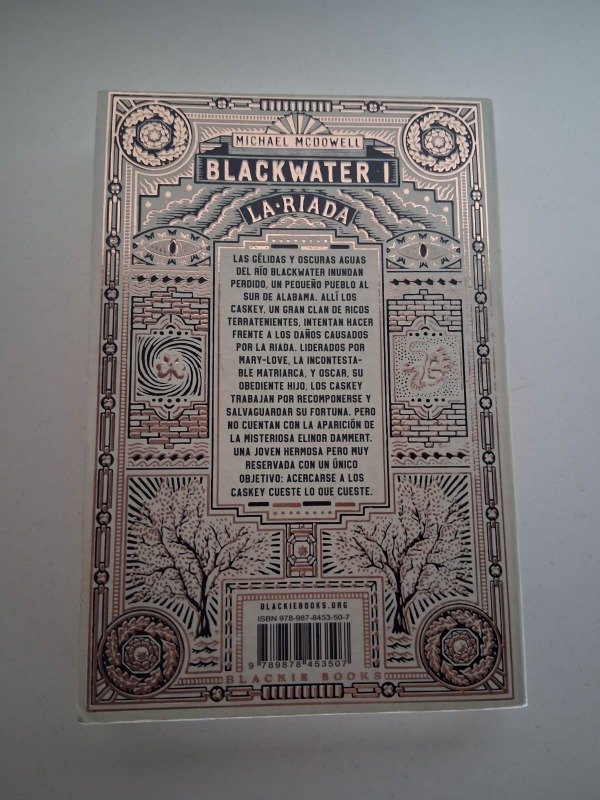 MICHAEL MCDOWELL
BLACKWATER I
LA·RIADA
LAS GÉLIDAS Y OSCURAS AGUAS
DEL RÍO BLACKWATER INUNDAN
PERDIDO, UN PEQUEÑO PUEBLO AL
SUR DE ALABAMA. ALLÍ LOS
CASKEY, UN GRAN CLAN DE RICOS
TERRATENIENTES, INTENTAN HACER
FRENTE A LOS DAÑOS CAUSADOS
POR LA RIADA. LIDERADOS POR
MARY-LOVE, LA INCONTESTA-
BLE MATRIARCA, Y OSCAR, SU
OBEDIENTE HIJO, LOS CASKEY
TRABAJAN POR RECOMPONERSE Y
SALVAGUARDAR SU FORTUNA. PERO
NO CUENTAN CON LA APARICIÓN DE
LA MISTERIOSA ELINOR DAMMERT.
UNA JOVEN HERMOSA PERO MUY
RESERVADA CON UN ÚNICO
OBJETIVO: ACERCARSE A LOS
CASKEY CUESTE LO QUE CUESTE.
BLACKIEBOOKS.ORG
ISBN 978-987-8453-50-7
9 789878 453507
BLACKIE BOOKS